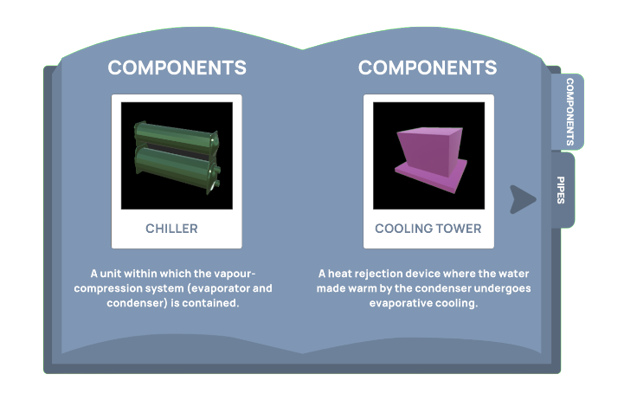 COMPONENTS
CHILLER
A unit within which the vapour-
compression system (evaporator and
condenser) is contained.
COMPONENTS
COOLING TOWER
A heat rejection device where the water
made warm by the condenser undergoes
evaporative cooling.
COMPONENTS
PIPES